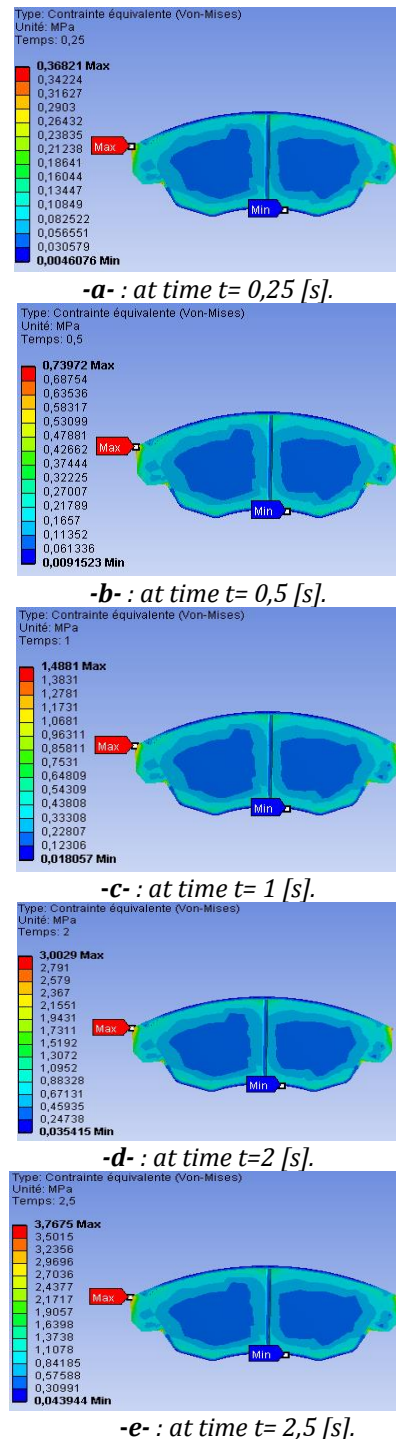 Type: Contrainte équivalente (Von-Mises)
Unité: MPa
Temps: 0,25
0,36821 Max
0,34224
0,31627
0,2903
0,26432
0,23835
0,21238
0,18641
0,16044
0,13447
0,10849
0,082522
0,056551
0,030579
0,0046076 Min
Max
Min
-a- : at time t= 0,25 [s].
Type: Contrainte équivalente (Von-Mises)
Unité: MPa
Temps: 0,5
0,73972 Max
0,68754
0,63536
0,58317
0,53099
0,47881
0,42662
0,37444
0,32225
0,27007
0,21789
0,1657
0,11352
0,061336
0,0091523 Min
Max
Min
-b- : at time t= 0,5 [s].
Type: Contrainte équivalente (Von-Mises)
Unité: MPa
Temps: 1
1,4881 Max
1,3831
1,2781
1,1731
1,0681
0,96311
0,85811
0,7531
0,64809
0,54309
0,43808
0,33308
0,22807
0,12306
0,018057 Min
Max
Min
-c- : at time t= 1 [s].
Type: Contrainte équivalente (Von-Mises)
Unité: MPa
Temps: 2
3,0029 Max
2,791
2,579
2,367
2,1551
1,9431
1,7311
1,5192
1,3072
1,0952
0,88328
0,67131
0,45935
0,24738
0,035415 Min
Max
Min
-d- : at time t=2 [s].
Type: Contrainte équivalente (Von-Mises)
Unité: MPa
Temps: 2,5
3,7675 Max
3,5015
3,2356
2,9696
2,7036
2,4377
2,1717
1,9057
1,6398
1,3738
1,1078
0,84185
0,57588
0,30991
0,043944 Min
Max
Min
-e- : at time t= 2,5 [s].